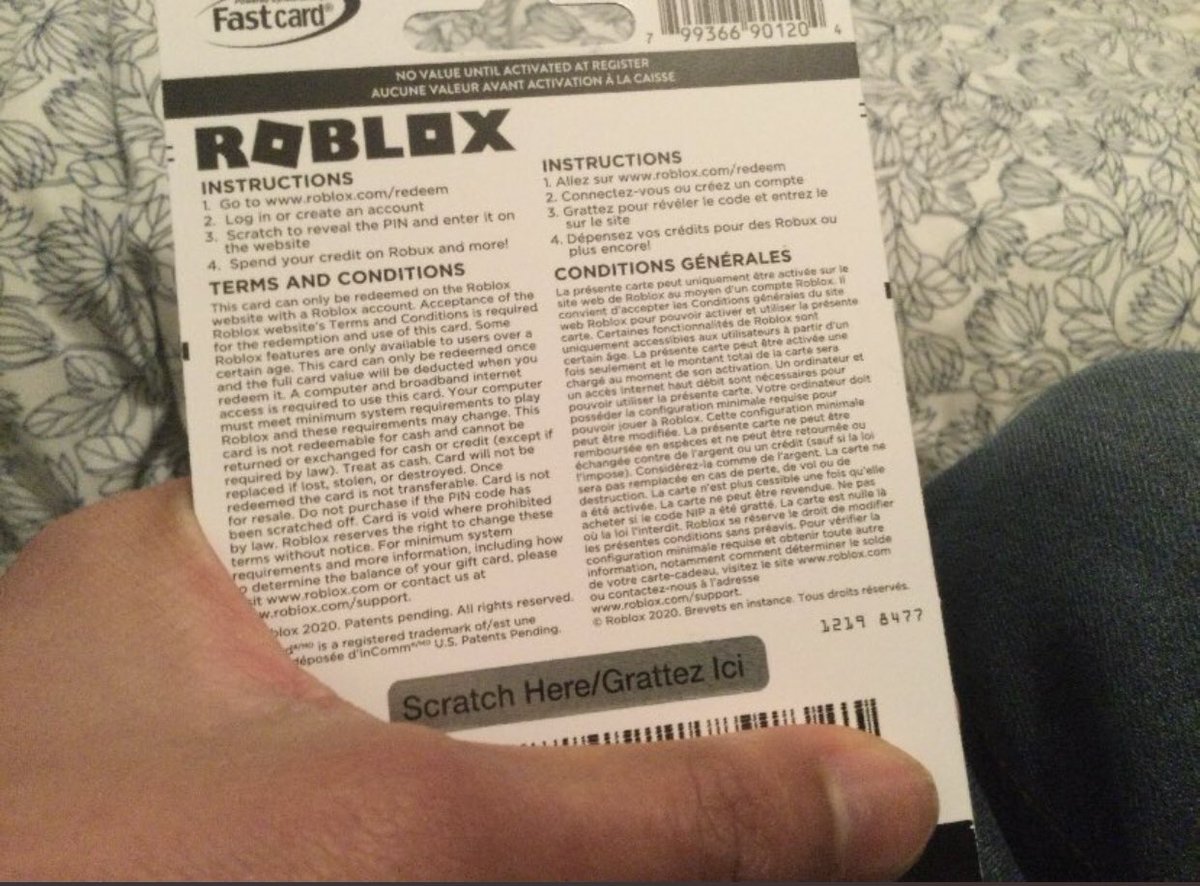 Fastcard®
7 99366 90120 4
NO VALUE UNTIL ACTIVATED AT REGISTER
AUCUNE VALEUR AVANT ACTIVATION À LA CAISSE
ROBLOX
INSTRUCTIONS
1. Go to www.roblox.com/redeem
2. Log in or create an account
3. Scratch to reveal the PIN and enter it on
the website
4. Spend your credit on Robux and more!
TERMS AND CONDITIONS
This card can only be redeemed on the Roblox
website with a Roblox account. Acceptance of the
Roblox website's Terms and Conditions is required
for the redemption and use of this card. Some
Roblox features are only available to users over a
certain age. This card can only be redeemed once
and the full card value will be deducted when you
redeem it. A computer and broadband internet
access is required to use this card. Your computer
must meet minimum system requirements to play
Roblox and these requirements may change. This
card is not redeemable for cash and cannot be
returned or exchanged for cash or credit (except if
required by law). Treat as cash. Card will not be
replaced if lost, stolen, or destroyed. Once
redeemed the card is not transferable. Card is not
for resale. Do not purchase if the PIN code has
been scratched off. Card is void where prohibited
by law. Roblox reserves the right to change these
terms without notice. For minimum system
requirements and more information, including how
o determine the balance of your gift card, please
it www.roblox.com or contact us at
w.roblox.com/support.
blox 2020. Patents pending. All rights reserved.
is a registered trademark of/est une
déposée d'InComm U.S. Patents Pending.
INSTRUCTIONS
1. Allez sur www.roblox.com/redeem
2. Connectez-vous ou créez un compte
3. Grattez pour révéler le code et entrez le
sur le site
4. Dépensez vos crédits pour des Robux ou
plus encore!
CONDITIONS GÉNÉRALES
La présente carte peut uniquement être activée sur le
site web de Roblox au moyen d'un compte Roblox. Il
convient d'accepter les Conditions générales du site
web Roblox pour pouvoir activer et utiliser la présente
carte. Certaines fonctionnalités de Roblox sont
uniquement accessibles aux utilisateurs à partir d'un
certain âge. La présente carte peut être activée une
fois seulement et le montant total de la carte sera
chargé au moment de son activation. Un ordinateur et
un accès Internet haut débit sont nécessaires pour
pouvoir utiliser la présente carte. Votre ordinateur doit
posséder la configuration minimale requise pour
pouvoir jouer à Roblox. Cette configuration minimale
peut être modifiée. La présente carte ne peut être
remboursée en espèces et ne peut être retournée ou
échangée contre de l'argent ou un crédit (sauf si la loi
l'impose). Considérez-la comme de l'argent. La carte ne
sera pas remplacée en cas de perte, de vol ou de
destruction. La carte n'est plus cessible une fois qu'elle
a été activée. La carte ne peut être revendue. Ne pas
acheter si le code NIP a été gratté. La carte est nulle là
où la loi l'interdit. Roblox se réserve le droit de modifier
les présentes conditions sans préavis. Pour vérifier la
configuration minimale requise et obtenir toute autre
information, notamment comment déterminer le solde
de votre carte-cadeau, visitez le site www.roblox.com
ou contactez-nous à l'adresse
www.roblox.com/support.
© Roblox 2020. Brevets en instance. Tous droits réservés.
1219 8477
Scratch Here/Grattez Ici